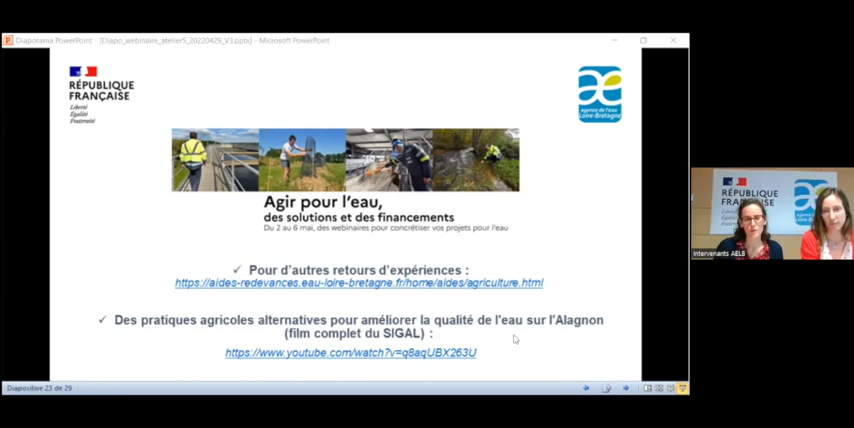 Diaporama PowerPoint - [Diapo_webinaire_atelier5_20220429_V3.pptx] - Microsoft PowerPoint
RÉPUBLIQUE
FRANÇAISE
Liberté
Égalité
Fraternité
agence de l'eau
Loire-Bretagne
Agir pour l'eau,
des solutions et des financements
Du 2 au 6 mai, des webinaires pour concrétiser vos projets pour l'eau
✓ Pour d'autres retours d'expériences :
https://aides-redevances.eau-loire-bretagne.fr/home/aides/agriculture.html
✓ Des pratiques agricoles alternatives pour améliorer la qualité de l'eau sur l'Alagnon
(film complet du SIGAL) :
https://www.youtube.com/watch?v=q8aqUBX263U
Diapositive 23 de 29
RÉPUBLIQUE
FRANÇAISE
Intervenants AELB